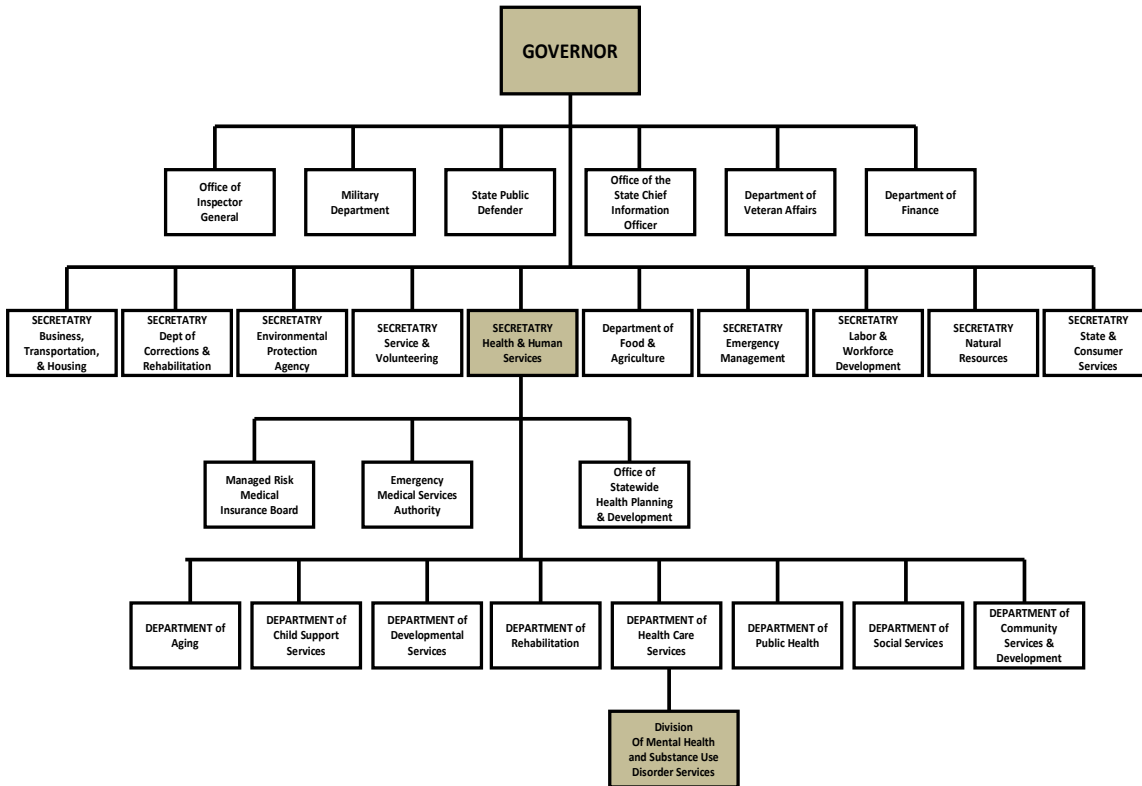 GOVERNOR
Office of
Inspector
General
Military
Department
State Public
Defender
Office of the
State Chief
Information
Officer
Department of
Veteran Affairs
Department of
Finance
SECRETATRY
Business,
Transportation,
& Housing
SECRETATRY
Dept of
Corrections &
Rehabilitation
SECRETATRY
Environmental
Protection
Agency
SECRETATRY
Service &
Volunteering
SECRETATRY
Health & Human
Services
Department of
Food &
Agriculture
SECRETATRY
Emergency
Management
SECRETATRY
Labor &
Workforce
Development
SECRETATRY
Natural
Resources
SECRETATRY
State &
Consumer
Services
Managed Risk
Medical
Insurance Board
Emergency
Medical Services
Authority
Office of
Statewide
Health Planning
& Development
DEPARTMENT of
Aging
DEPARTMENT of
Child Support
Services
DEPARTMENT of
Developmental
Services
DEPARTMENT of
Rehabilitation
DEPARTMENT of
Health Care
Services
DEPARTMENT of
Public Health
DEPARTMENT of
Social Services
DEPARTMENT of
Community
Services &
Development
Division
Of Mental Health
and Substance Use
Disorder Services